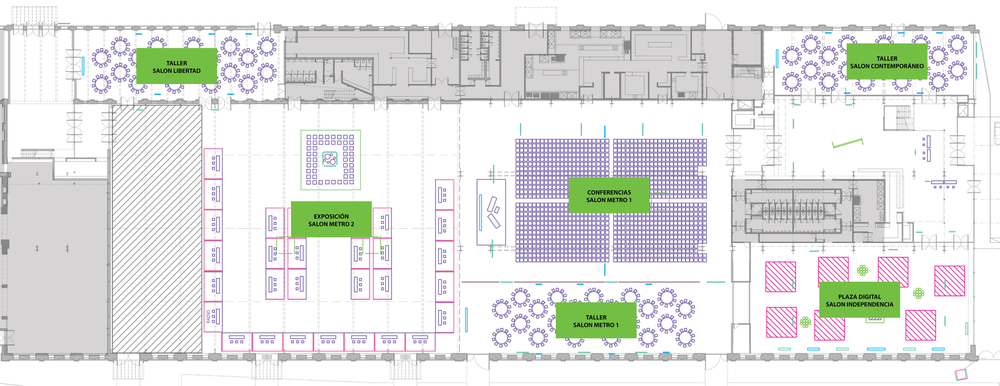 TALLER
SALON LIBERTAD
TALLER
SALON CONTEMPORÁNEO
EXPOSICIÓN
SALON METRO 2
CONFERENCIAS
SALON METRO 1
TALLER
SALON METRO 1
PLAZA DIGITAL
SALON INDEPENDENCIA
RADIO